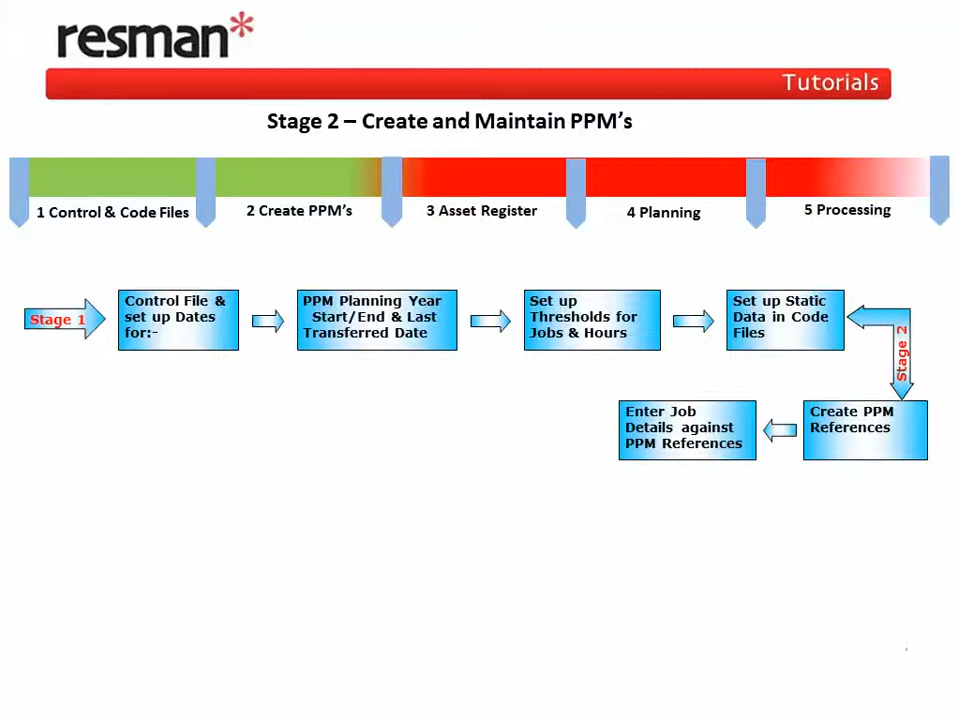 resman*
Tutorials
Stage 2 – Create and Maintain PPM's
1 Control & Code Files
2 Create PPM's
3 Asset Register
4 Planning
5 Processing
Stage 1
Control File &
set up Dates
for:-
PPM Planning Year
Start/End & Last
Transferred Date
Set up
Thresholds for
Jobs & Hours
Set up Static
Data in Code
Files
Stage 2
Create PPM
References
Enter Job
Details against
PPM References